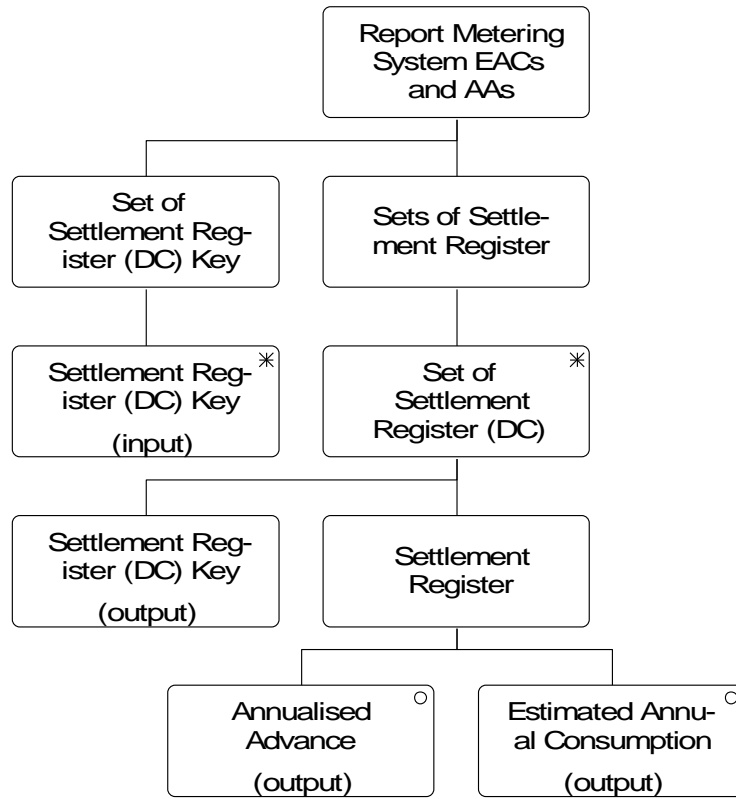 Report Metering
System EACs
and AAs
Set of
Settlement Reg-
ister (DC) Key
Sets of Settle-
ment Register
Settlement Reg-
ister (DC) Key
(input)
Set of
Settlement
Register (DC)
Settlement Reg-
ister (DC) Key
(output)
Settlement
Register
Annualised
Advance
(output)
Estimated Annu-
al Consumption
(output)